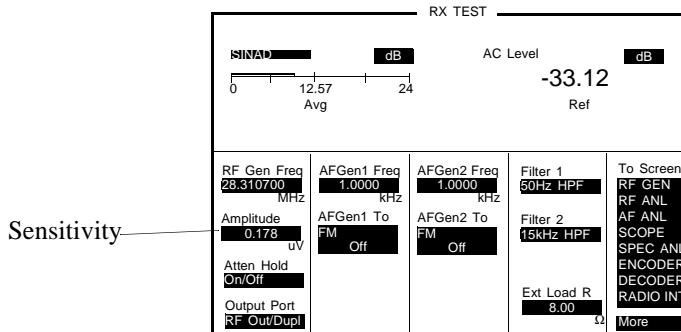 RX TEST
SINAD dB AC Level dB
-33.12
0 12.57 24
Avg Ref
RF Gen Freq AFGen1 Freq AFGen2 Freq Filter 1 To Screen
28.310700 1.0000 1.0000 50Hz HPF RF GEN
MHz kHz kHz RF ANL
Amplitude AFGen1 To AFGen2 To Filter 2 AF ANL
Sensitivity 0.178 FM FM 15kHz HPF SCOPE
uV Off Off SPEC ANL
Atten Hold ENCODER
On/Off DECODER
Ext Load R RADIO INT
Output Port 8.00
RF Out/Dupl Ω More